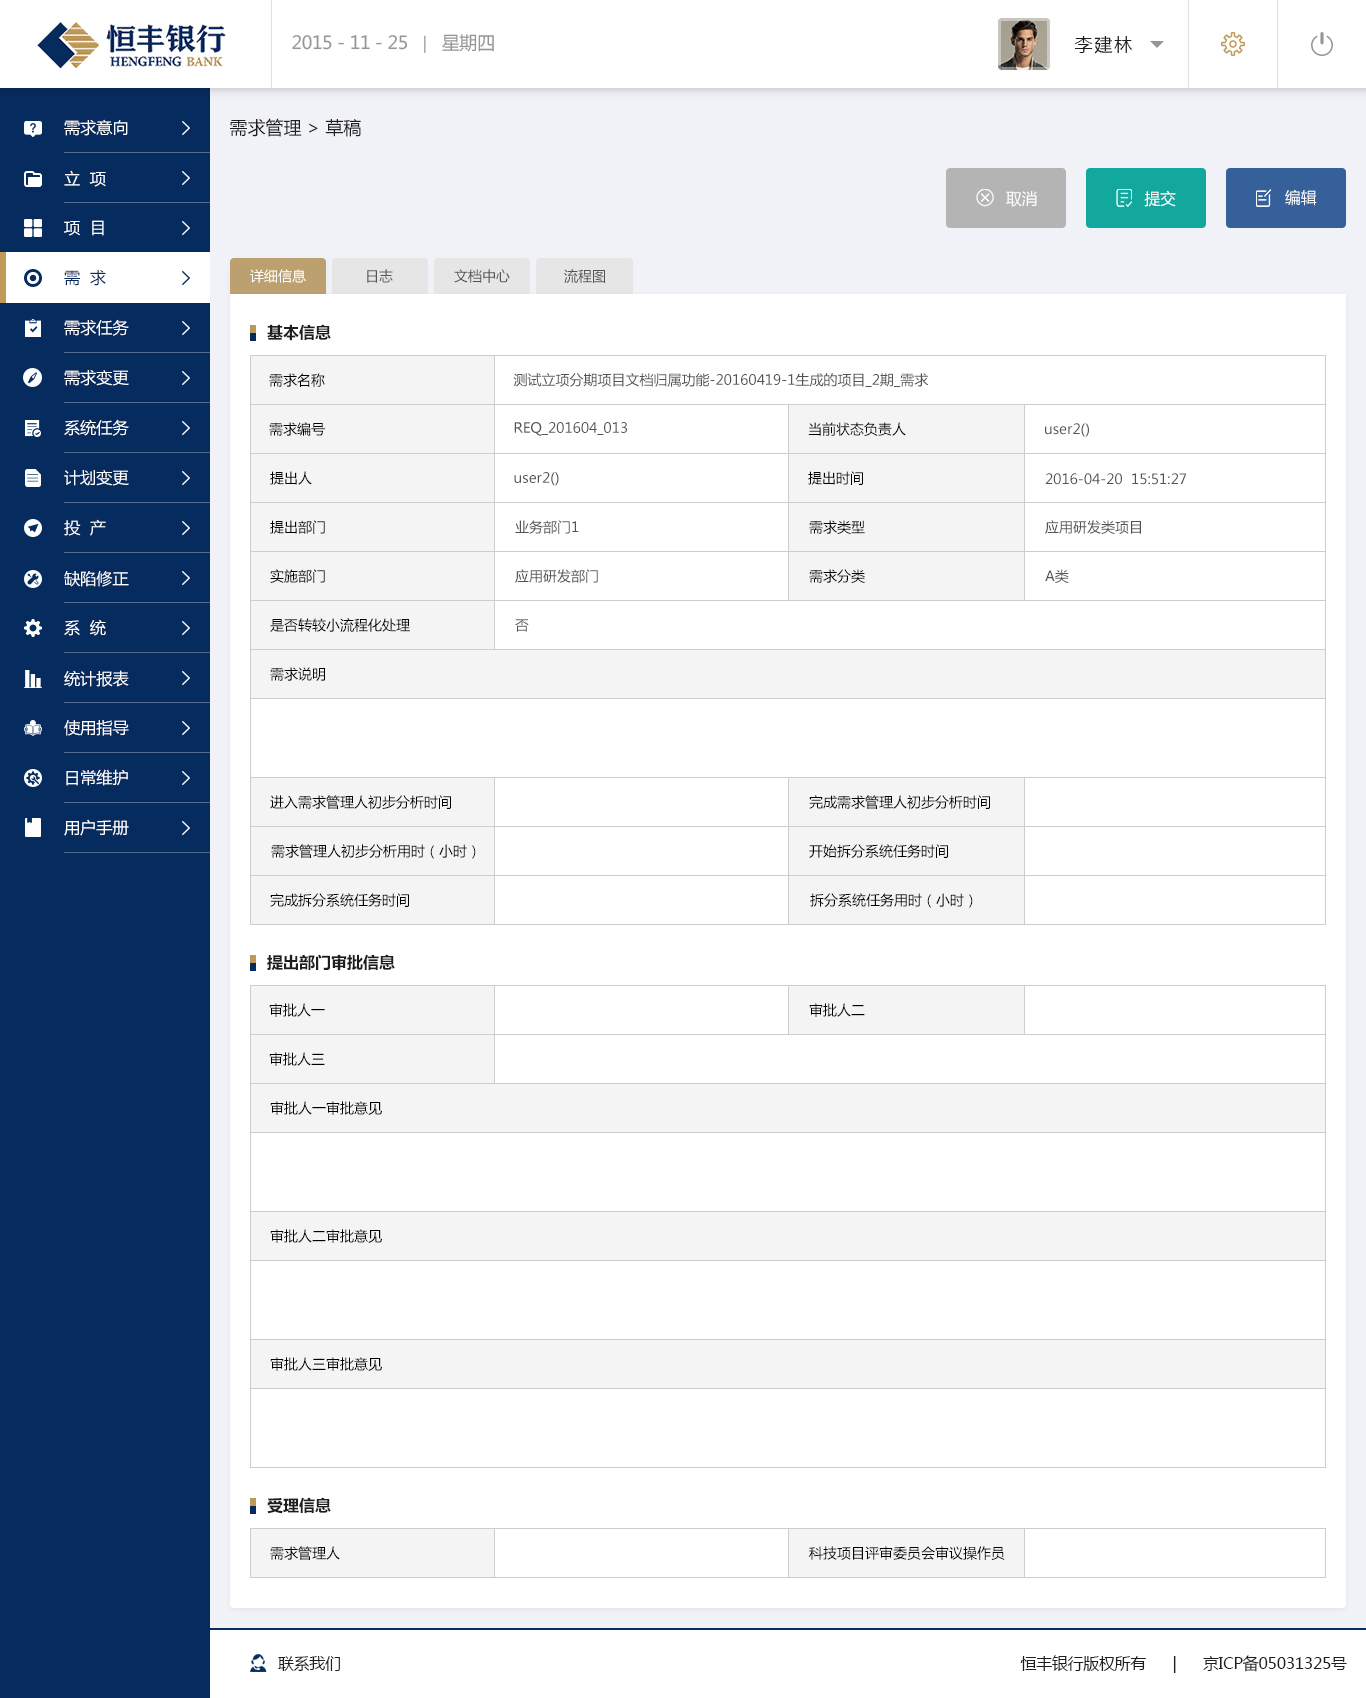 恒丰银行
HENGFENG BANK
2015 - 11 - 25 | 星期四
李建林
需求意向
立 项
项 目
需 求
需求任务
需求变更
系统任务
计划变更
投 产
缺陷修正
系 统
统计报表
使用指导
日常维护
用户手册
需求管理 > 草稿
取消
提交
编辑
详细信息 日志 文档中心 流程图
基本信息
需求名称 测试立项分期项目文档归属功能-20160419-1生成的项目_2期_需求
需求编号 REQ_201604_013 当前状态负责人 user2()
提出人 user2() 提出时间 2016-04-20 15:51:27
提出部门 业务部门1 需求类型 应用研发类项目
实施部门 应用研发部门 需求分类 A类
是否转较小流程化处理 否
需求说明
进入需求管理人初步分析时间 完成需求管理人初步分析时间
需求管理人初步分析用时（小时） 开始拆分系统任务时间
完成拆分系统任务时间 拆分系统任务用时（小时）
提出部门审批信息
审批人一 审批人二
审批人三
审批人一审批意见
审批人二审批意见
审批人三审批意见
受理信息
需求管理人 科技项目评审委员会审议操作员
联系我们
恒丰银行版权所有 | 京ICP备05031325号